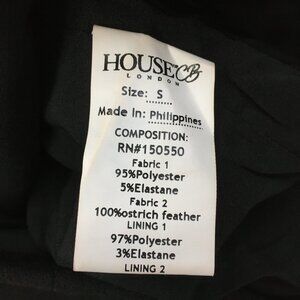 HOUSE OF CB
LONDON
Size: S
Made In: Philippines
COMPOSITION:
RN#150550
Fabric 1
95%Polyester
5%Elastane
Fabric 2
100%ostrich feather
LINING 1
97%Polyester
3%Elastane
LINING 2